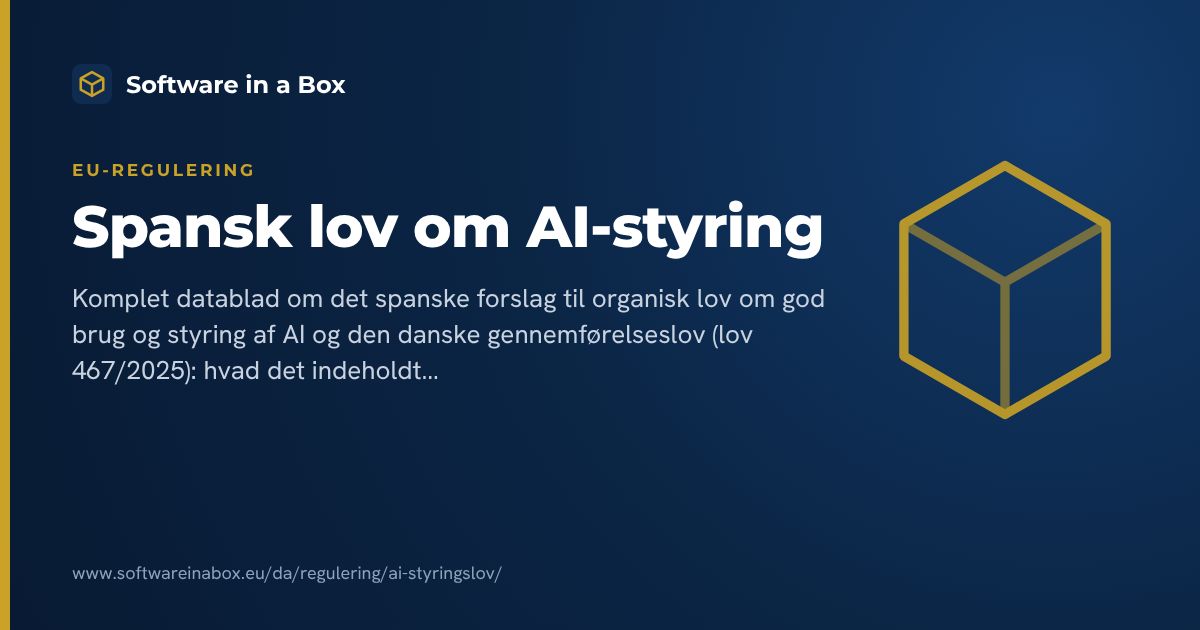 Software in a Box
EU-REGULERING
Spansk lov om AI-styring
Komplet datablad om det spanske forslag til organisk lov om god
brug og styring af AI og den danske gennemførelseslov (lov
467/2025): hvad det indeholdt…
www.softwareinabox.eu/da/regulering/ai-styringslov/